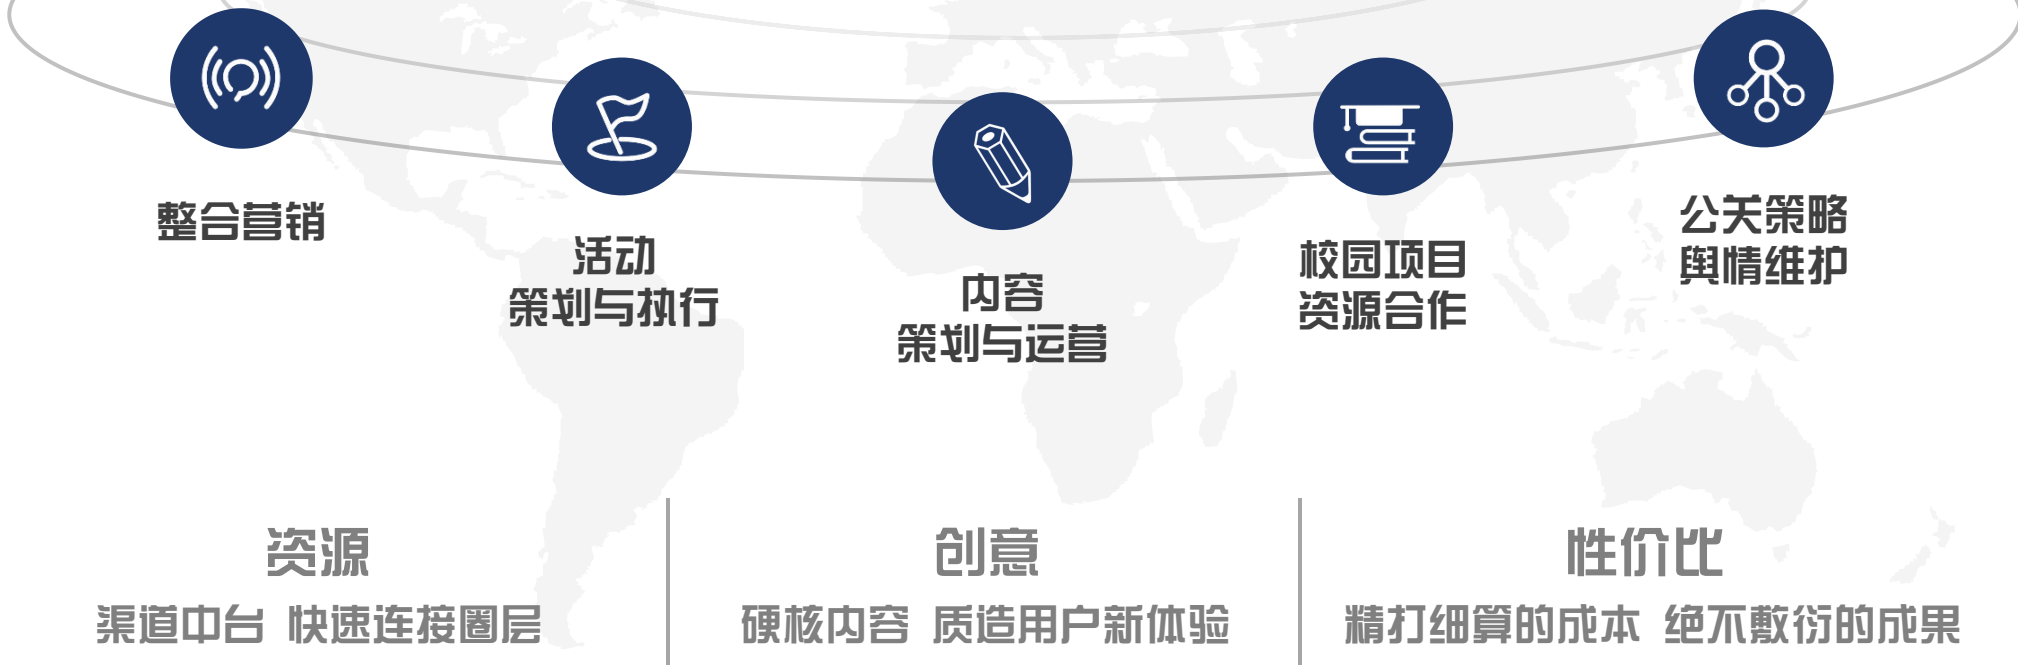 整合营销
活动
策划与执行
内容
策划与运营
校园项目
资源合作
公关策略
舆情维护
资源
渠道中台 快速连接圈层
创意
硬核内容 质造用户新体验
性价比
精打细算的成本 绝不敷衍的成果